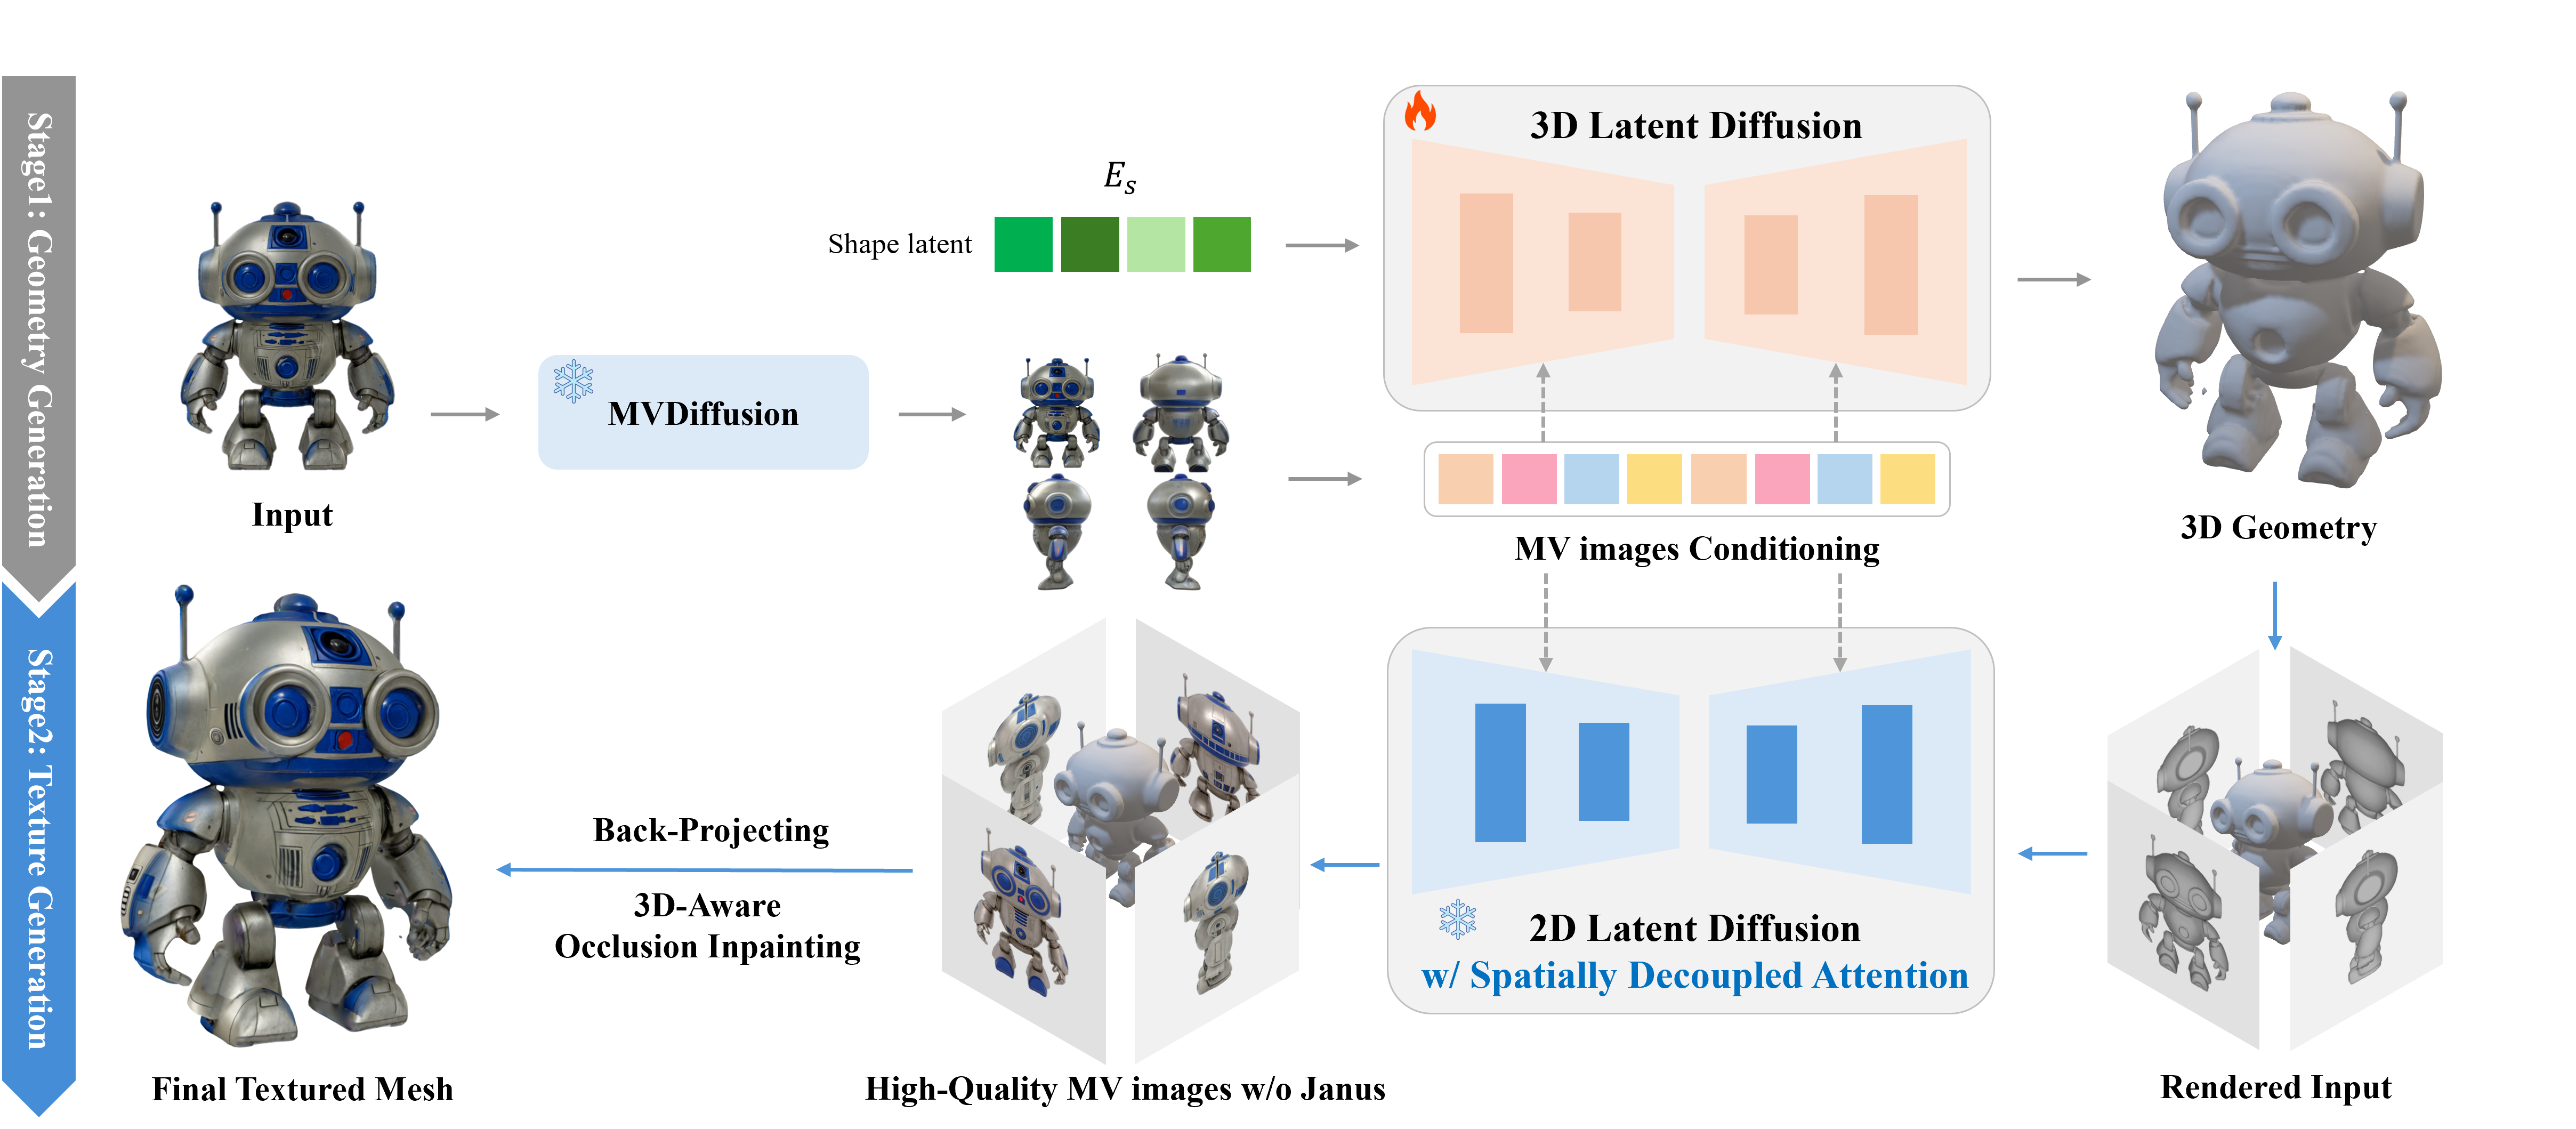 Stage1: Geometry Generation
Input
MVDiffusion
E_s
Shape latent
3D Latent Diffusion
MV images Conditioning
3D Geometry
Stage2: Texture Generation
Final Textured Mesh
Back-Projecting
3D-Aware
Occlusion Inpainting
High-Quality MV images w/o Janus
2D Latent Diffusion
w/ Spatially Decoupled Attention
Rendered Input